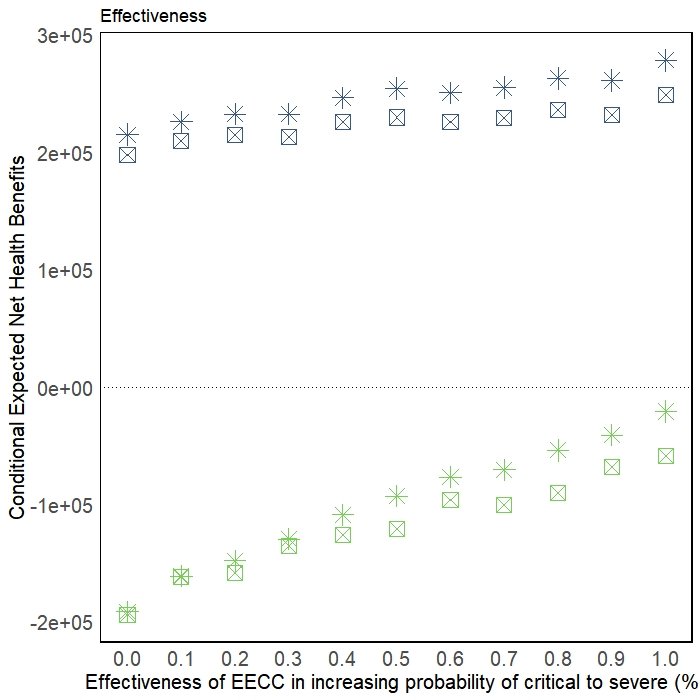 Effectiveness
Conditional Expected Net Health Benefits
3e+05
2e+05
1e+05
0e+00
-1e+05
-2e+05
0.0 0.1 0.2 0.3 0.4 0.5 0.6 0.7 0.8 0.9 1.0
Effectiveness of EECC in increasing probability of critical to severe (%